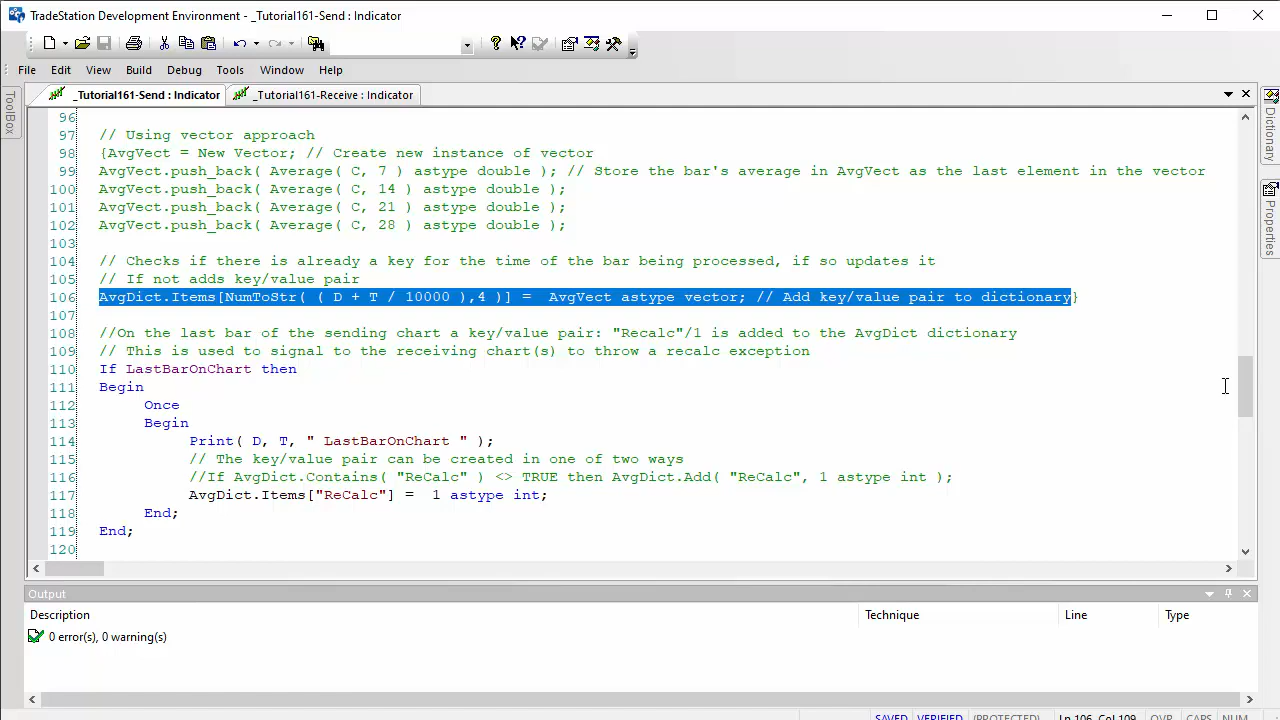 TradeStation Development Environment - _Tutorial161-Send : Indicator
File Edit View Build Debug Tools Window Help
_Tutorial161-Send : Indicator _Tutorial161-Receive : Indicator
ToolBox
Dictionary
Properties
96
97 // Using vector approach
98 {AvgVect = New Vector; // Create new instance of vector
99 AvgVect.push_back( Average( C, 7 ) astype double ); // Store the bar's average in AvgVect as the last element in the vector
100 AvgVect.push_back( Average( C, 14 ) astype double );
101 AvgVect.push_back( Average( C, 21 ) astype double );
102 AvgVect.push_back( Average( C, 28 ) astype double );
103
104 // Checks if there is already a key for the time of the bar being processed, if so updates it
105 // If not adds key/value pair
106 AvgDict.Items[NumToStr( ( D + T / 10000 ),4 )] =  AvgVect astype vector; // Add key/value pair to dictionary}
107
108 //On the last bar of the sending chart a key/value pair: "Recalc"/1 is added to the AvgDict dictionary
109 // This is used to signal to the receiving chart(s) to throw a recalc exception
110 If LastBarOnChart then
111 Begin
112 Once
113 Begin
114 Print( D, T, " LastBarOnChart " );
115 // The key/value pair can be created in one of two ways
116 //If AvgDict.Contains( "ReCalc" ) <> TRUE then AvgDict.Add( "ReCalc", 1 astype int );
117 AvgDict.Items["ReCalc"] =  1 astype int;
118 End;
119 End;
120
Output
Description Technique Line Type
0 error(s), 0 warning(s)
SAVED VERIFIED (PROTECTED) Ln 106, Col 109 OVR CAPS NUM